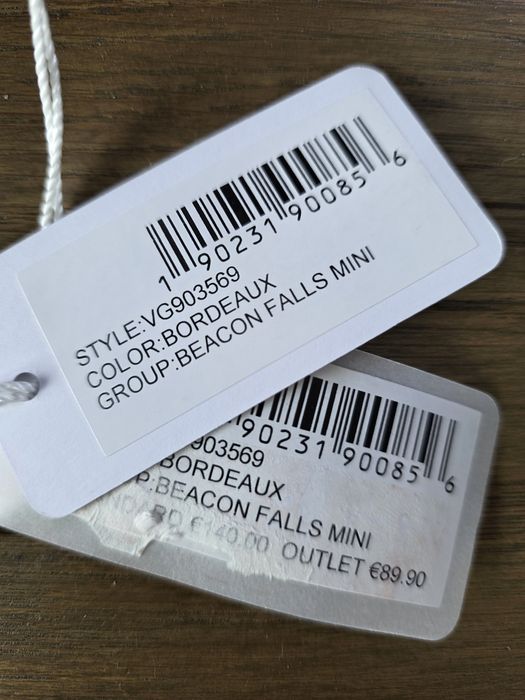 1 90231 90085 6
STYLE:VG903569
COLOR:BORDEAUX
GROUP:BEACON FALLS MINI
90231 90085 6
903569
BORDEAUX
P:BEACON FALLS MINI
NDARD €140.00 OUTLET €89.90